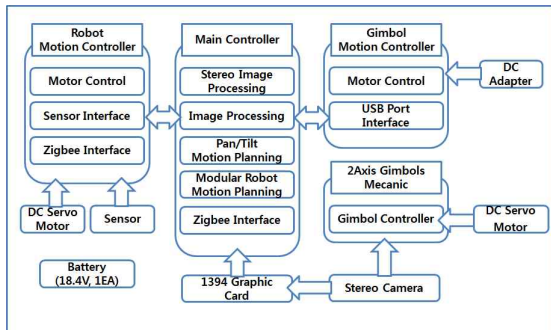 Robot
Motion Controller
Motor Control
Sensor Interface
Zigbee Interface
DC Servo
Motor
Sensor
Battery
(18.4V, 1EA)
Main Controller
Stereo Image
Processing
Image Processing
Pan/Tilt
Motion Planning
Modular Robot
Motion Planning
Zigbee Interface
1394 Graphic
Card
Gimbol
Motion Controller
Motor Control
USB Port
Interface
DC
Adapter
2Axis Gimbols
Mecanic
Gimbol Controller
DC Servo
Motor
Stereo Camera